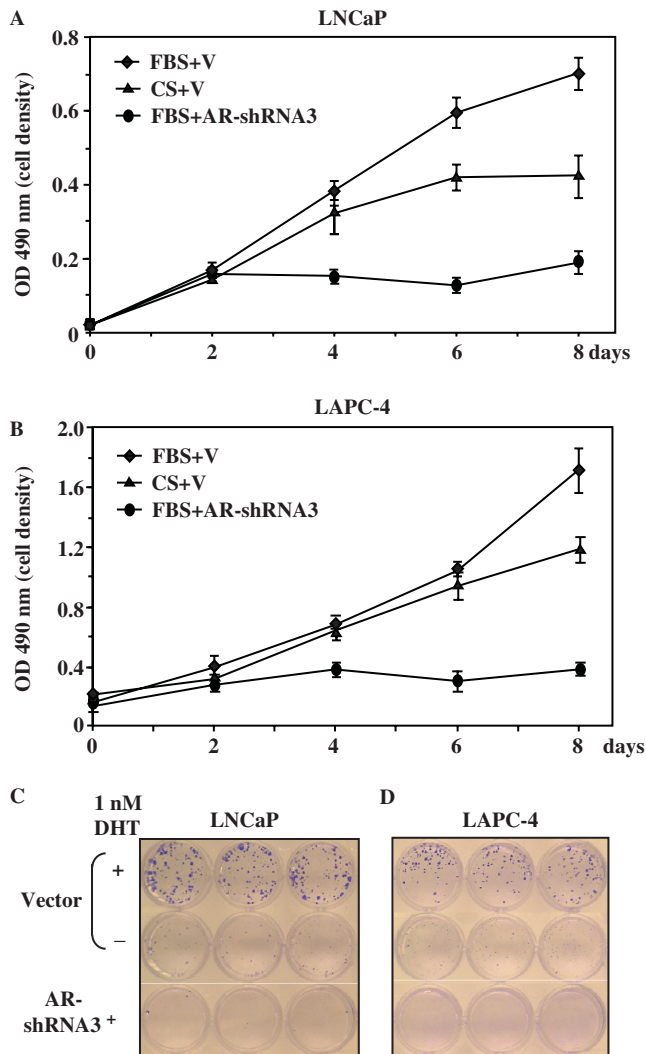 A
LNCaP
0.8
0.6
0.4
0.2
0
OD 490 nm (cell density)
FBS+V
CS+V
FBS+AR-shRNA3
0 2 4 6 8 days
B
LAPC-4
2.0
1.6
1.2
0.8
0.4
0
OD 490 nm (cell density)
FBS+V
CS+V
FBS+AR-shRNA3
0 2 4 6 8 days
C
1 nM
DHT
LNCaP
D
LAPC-4
Vector
+
−
AR-
shRNA3 +